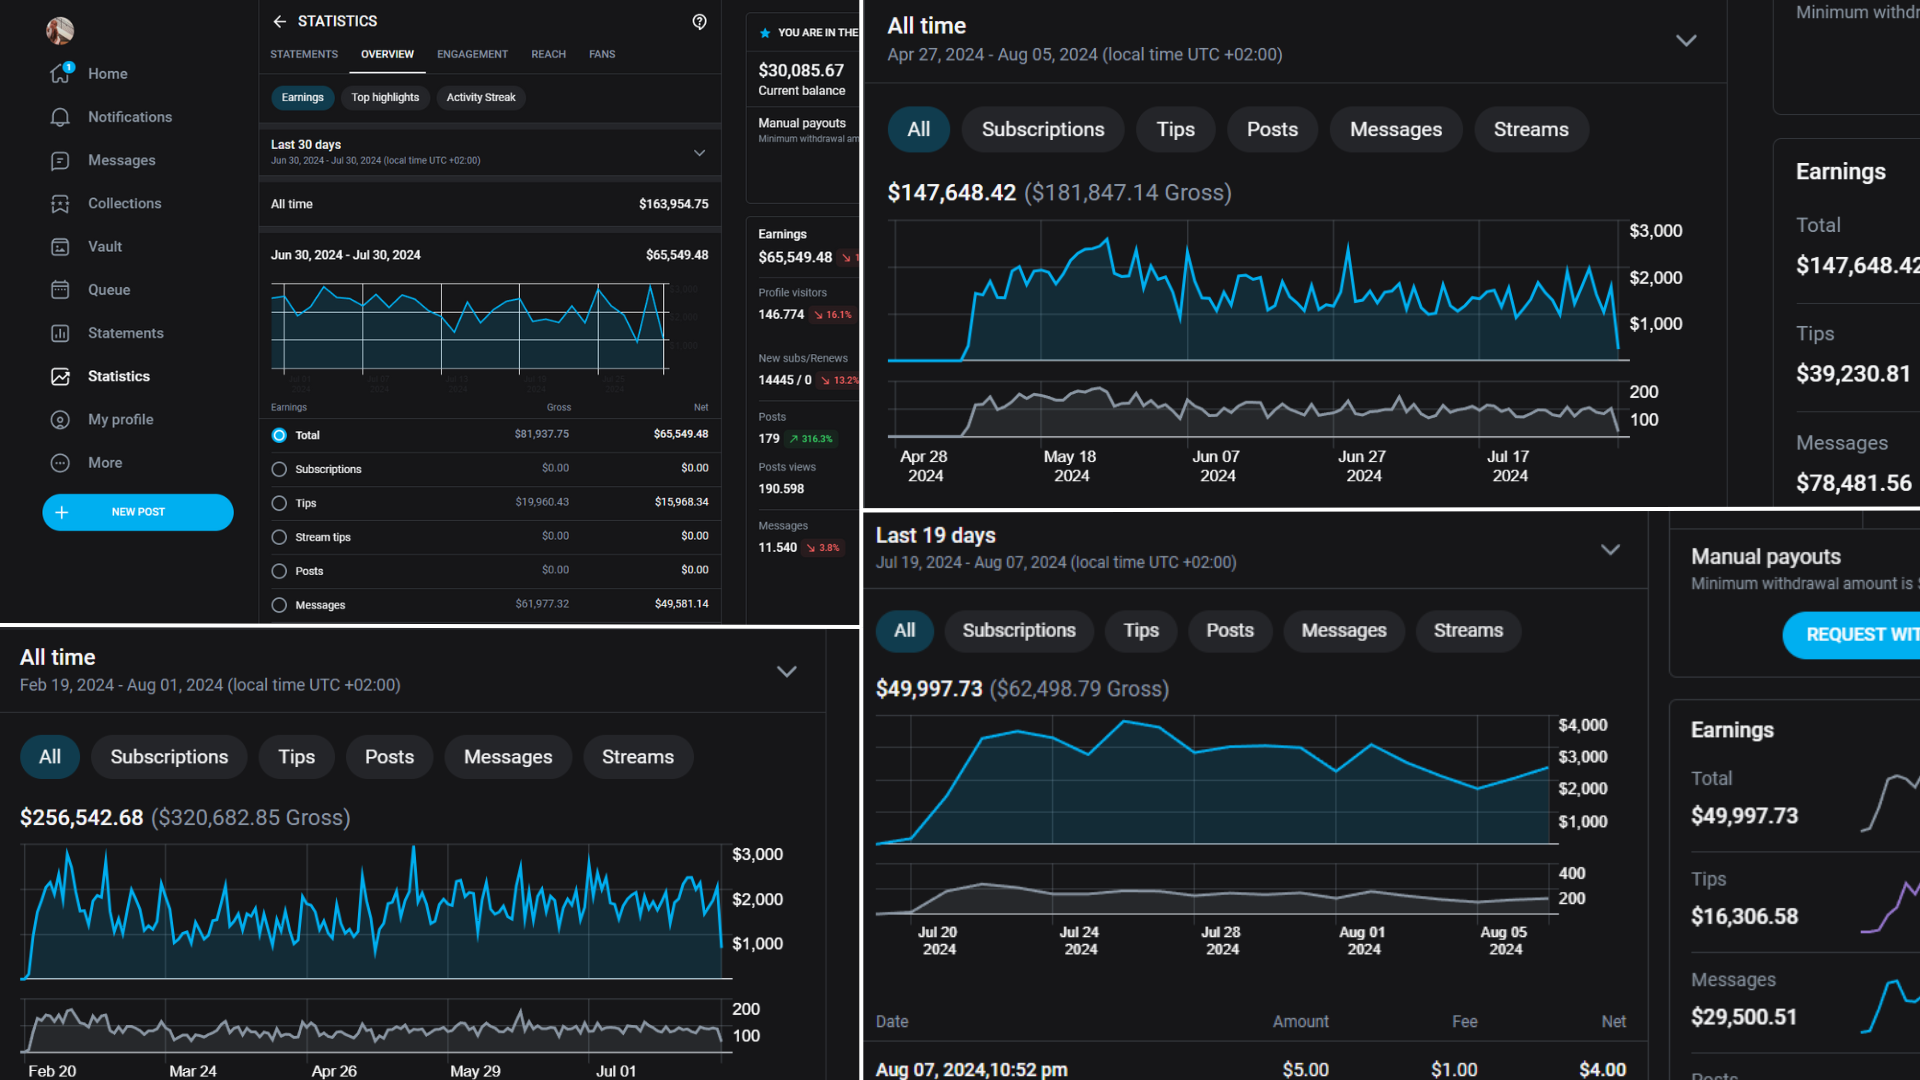 1
Home
Notifications
Messages
Collections
Vault
Queue
Statements
Statistics
My profile
More
+ NEW POST
STATISTICS
STATEMENTS OVERVIEW ENGAGEMENT REACH FANS
Earnings Top highlights Activity Streak
Last 30 days
Jun 30, 2024 - Jul 30, 2024 (local time UTC +02:00)
All time $163,954.75
Jun 30, 2024 - Jul 30, 2024 $65,549.48
Earnings Gross Net
Total $81,937.75 $65,549.48
Subscriptions $0.00 $0.00
Tips $19,960.43 $15,968.34
Stream tips $0.00 $0.00
Posts $0.00 $0.00
Messages $61,977.32 $49,581.14
YOU ARE IN THE
$30,085.67
Current balance
Manual payouts
Minimum withdrawal am
Earnings
$65,549.48 1
Profile visitors
146.774 16.1%
New subs/Renews
14445 / 0 13.2%
Posts
179 316.3%
Posts views
190.598
Messages
11.540 3.8%
All time
Apr 27, 2024 - Aug 05, 2024 (local time UTC +02:00)
All Subscriptions Tips Posts Messages Streams
$147,648.42 ($181,847.14 Gross)
$3,000
$2,000
$1,000
200
100
Apr 28 May 18 Jun 07 Jun 27 Jul 17
2024 2024 2024 2024 2024
Minimum withdr
Earnings
Total
$147,648.42
Tips
$39,230.81
Messages
$78,481.56
All time
Feb 19, 2024 - Aug 01, 2024 (local time UTC +02:00)
All Subscriptions Tips Posts Messages Streams
$256,542.68 ($320,682.85 Gross)
$3,000
$2,000
$1,000
200
100
Feb 20 Mar 24 Apr 26 May 29 Jul 01
Last 19 days
Jul 19, 2024 - Aug 07, 2024 (local time UTC +02:00)
All Subscriptions Tips Posts Messages Streams
$49,997.73 ($62,498.79 Gross)
$4,000
$3,000
$2,000
$1,000
400
200
Jul 20 Jul 24 Jul 28 Aug 01 Aug 05
2024 2024 2024 2024 2024
Date Amount Fee Net
Aug 07, 2024,10:52 pm $5.00 $1.00 $4.00
Manual payouts
Minimum withdrawal amount is
REQUEST WIT
Earnings
Total
$49,997.73
Tips
$16,306.58
Messages
$29,500.51
Posts